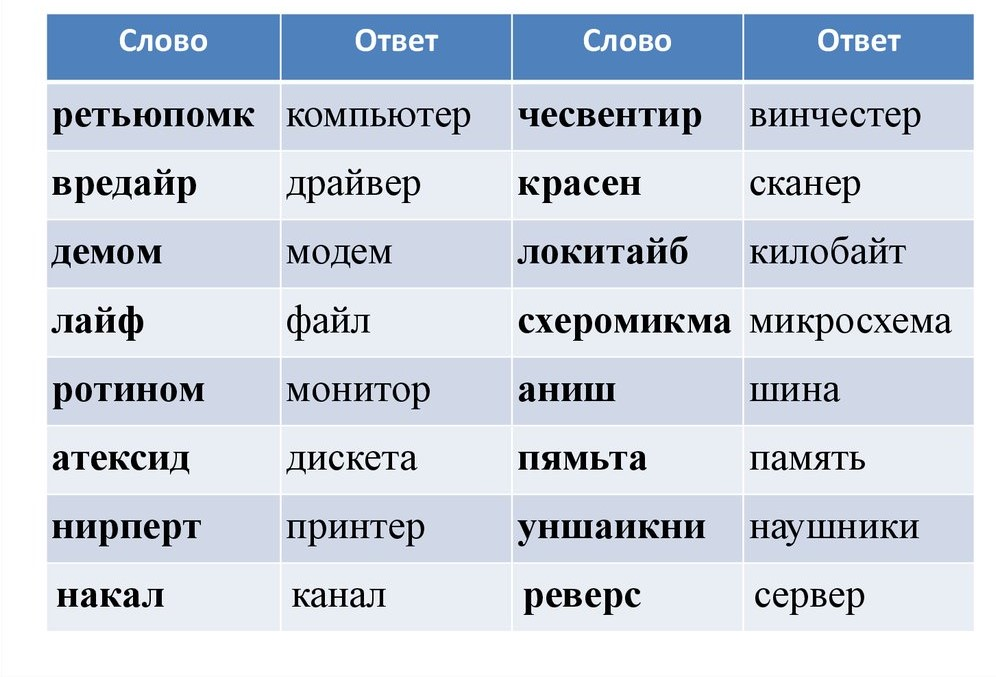 Слово Ответ Слово Ответ
ретьюпомк компьютер чесвентир винчестер
вредайр драйвер красен сканер
демом модем локитайб килобайт
лайф файл схеромикма микросхема
ротином монитор аниш шина
атексид дискета пямьта память
нирперт принтер уншаикни наушники
накал канал реверс сервер